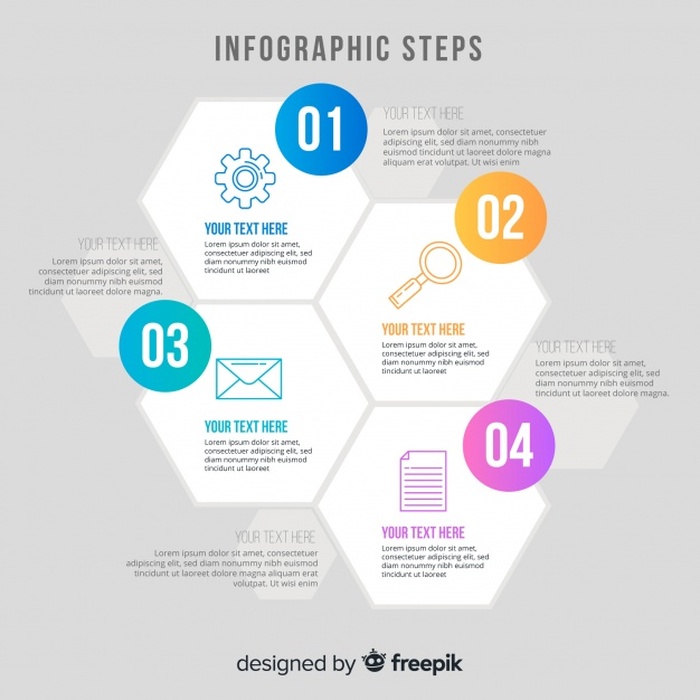 INFOGRAPHIC STEPS
01
YOUR TEXT HERE
Lorem ipsum dolor sit amet,
consectetuer adipiscing elit,
sed diam nonummy
tincidunt ut laoreet
YOUR TEXT HERE
Lorem ipsum dolor sit amet, consectetuer
adipiscing elit, sed diam nonummy nibh
euismod tincidunt ut laoreet dolore magna
aliquam erat volutpat. Ut wisi enim
02
YOUR TEXT HERE
Lorem ipsum dolor sit amet,
consectetuer adipiscing elit,
sed diam nonummy
tincidunt ut laoreet
YOUR TEXT HERE
Lorem ipsum dolor sit amet,
consectetuer adipiscing elit,
sed diam nonummy nibh euismod
tincidunt ut laoreet dolore magna.
03
YOUR TEXT HERE
Lorem ipsum dolor sit amet,
consectetuer adipiscing elit,
sed diam nonummy
tincidunt ut laoreet
YOUR TEXT HERE
Lorem ipsum dolor sit amet,
consectetuer adipiscing elit,
sed diam nonummy nibh euismod
tincidunt ut laoreet dolore magna.
04
YOUR TEXT HERE
Lorem ipsum dolor sit amet,
consectetuer adipiscing elit,
sed diam nonummy
tincidunt ut laoreet
YOUR TEXT HERE
Lorem ipsum dolor sit amet, consectetuer
adipiscing elit, sed diam nonummy nibh euismod
tincidunt ut laoreet dolore magna aliquam erat
volutpat. Ut wisi enim
designed by freepik